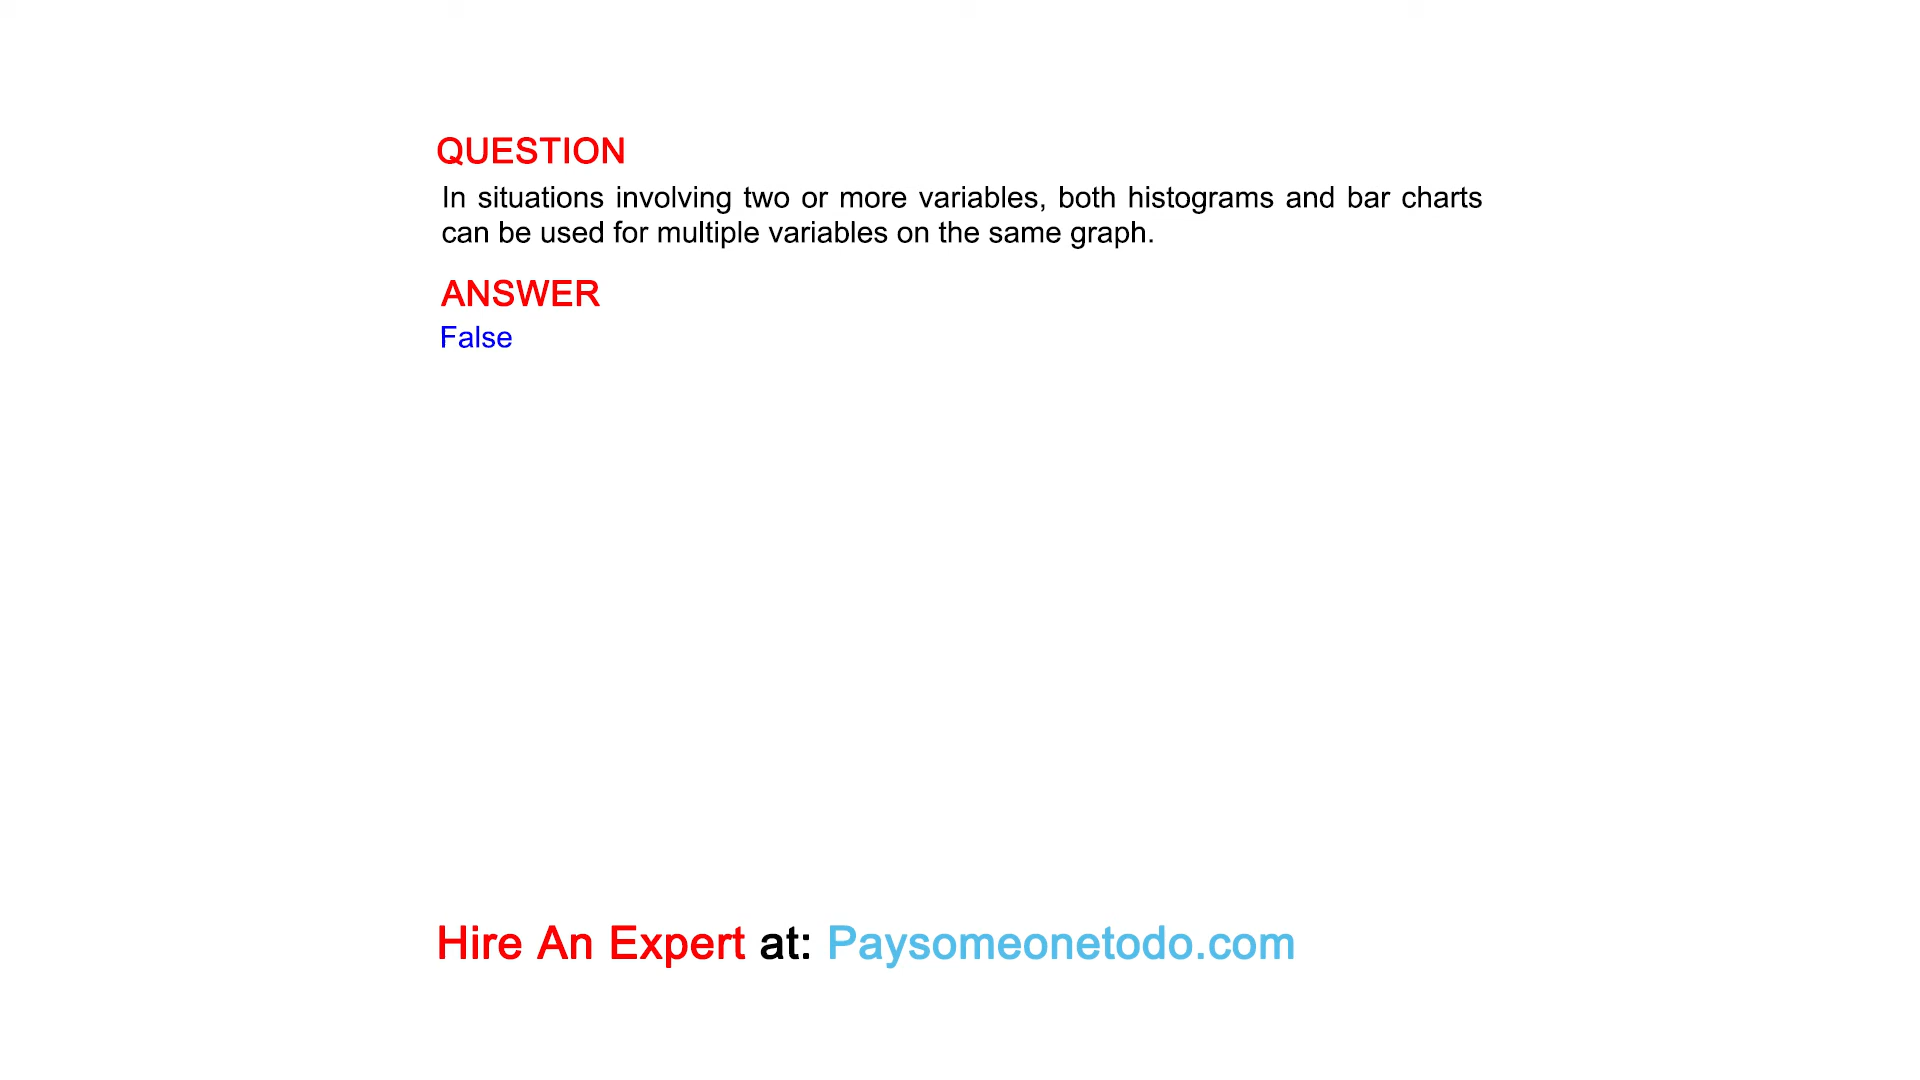 QUESTION
In situations involving two or more variables, both histograms and bar charts
can be used for multiple variables on the same graph.
ANSWER
False
Hire An Expert at: Paysomeonetodo.com